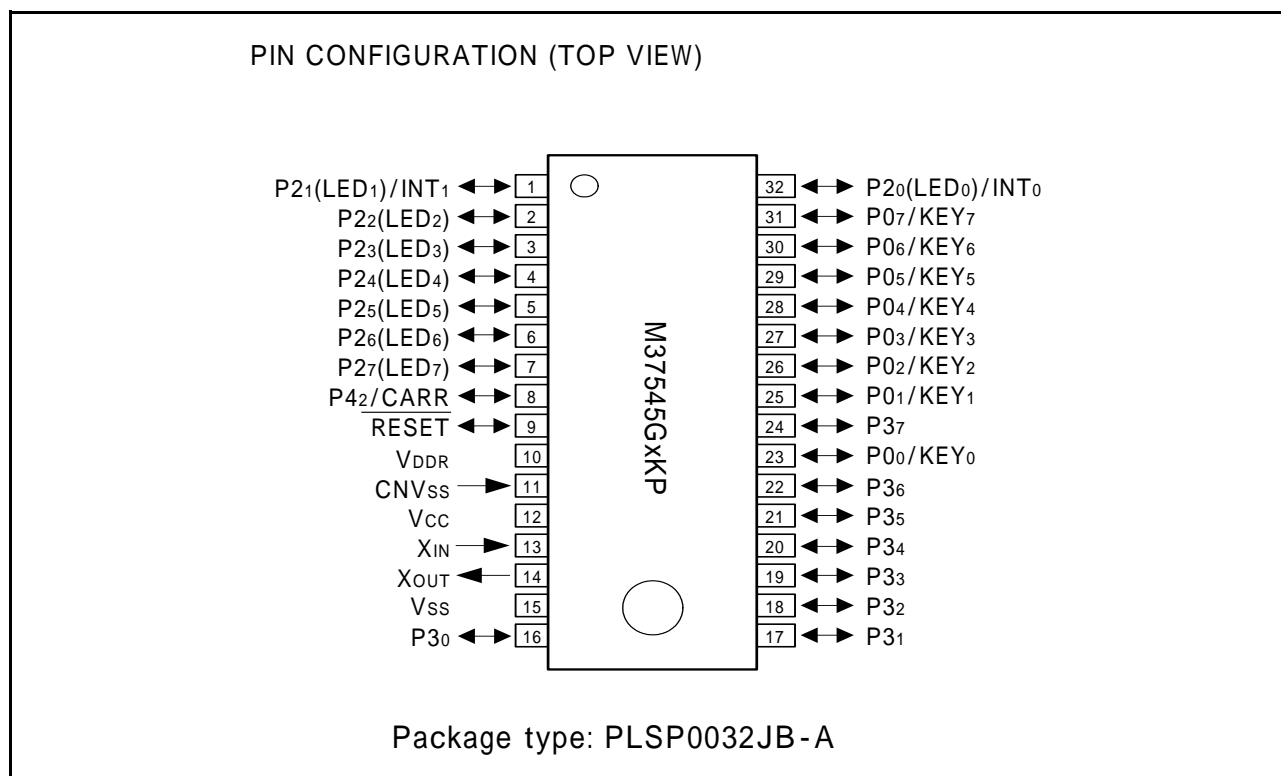 PIN CONFIGURATION (TOP VIEW)
P21(LED1)/INT1 1 32 P20(LED0)/INT0
P22(LED2) 2 31 P07/KEY7
P23(LED3) 3 30 P06/KEY6
P24(LED4) 4 29 P05/KEY5
P25(LED5) 5 28 P04/KEY4
P26(LED6) 6 27 P03/KEY3
P27(LED7) 7 26 P02/KEY2
P42/CARR 8 25 P01/KEY1
RESET 9 24 P37
VDDR 10 23 P00/KEY0
CNVSS 11 22 P36
VCC 12 21 P35
XIN 13 20 P34
XOUT 14 19 P33
VSS 15 18 P32
P30 16 17 P31
M37545GxKP
Package type: PLSP0032JB-A